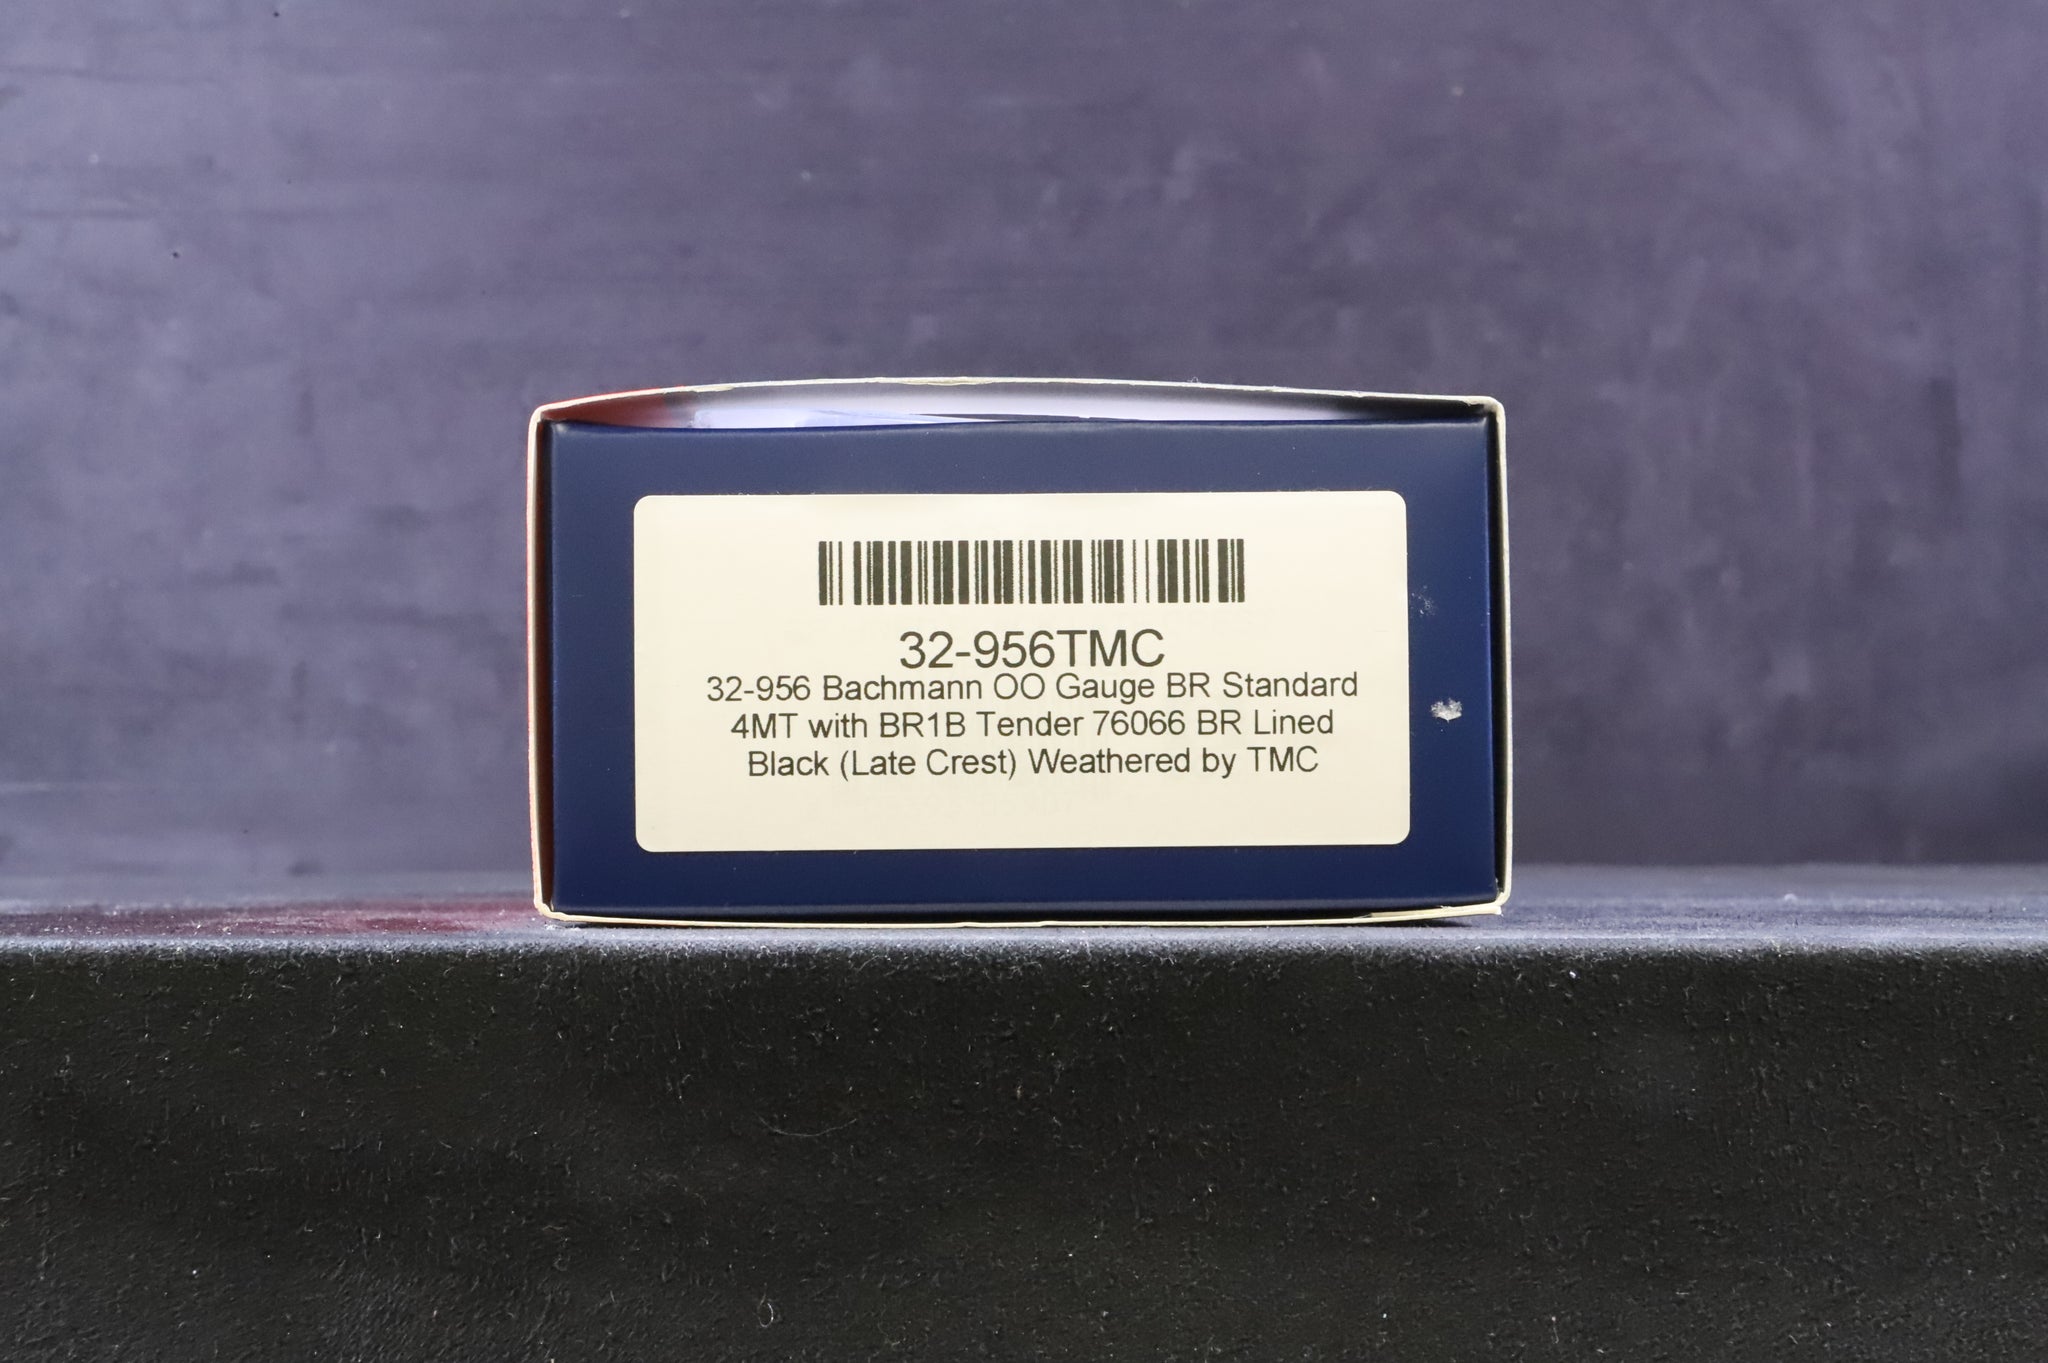 32-956TMC
32-956 Bachmann OO Gauge BR Standard
4MT with BR1B Tender 76066 BR Lined
Black (Late Crest) Weathered by TMC